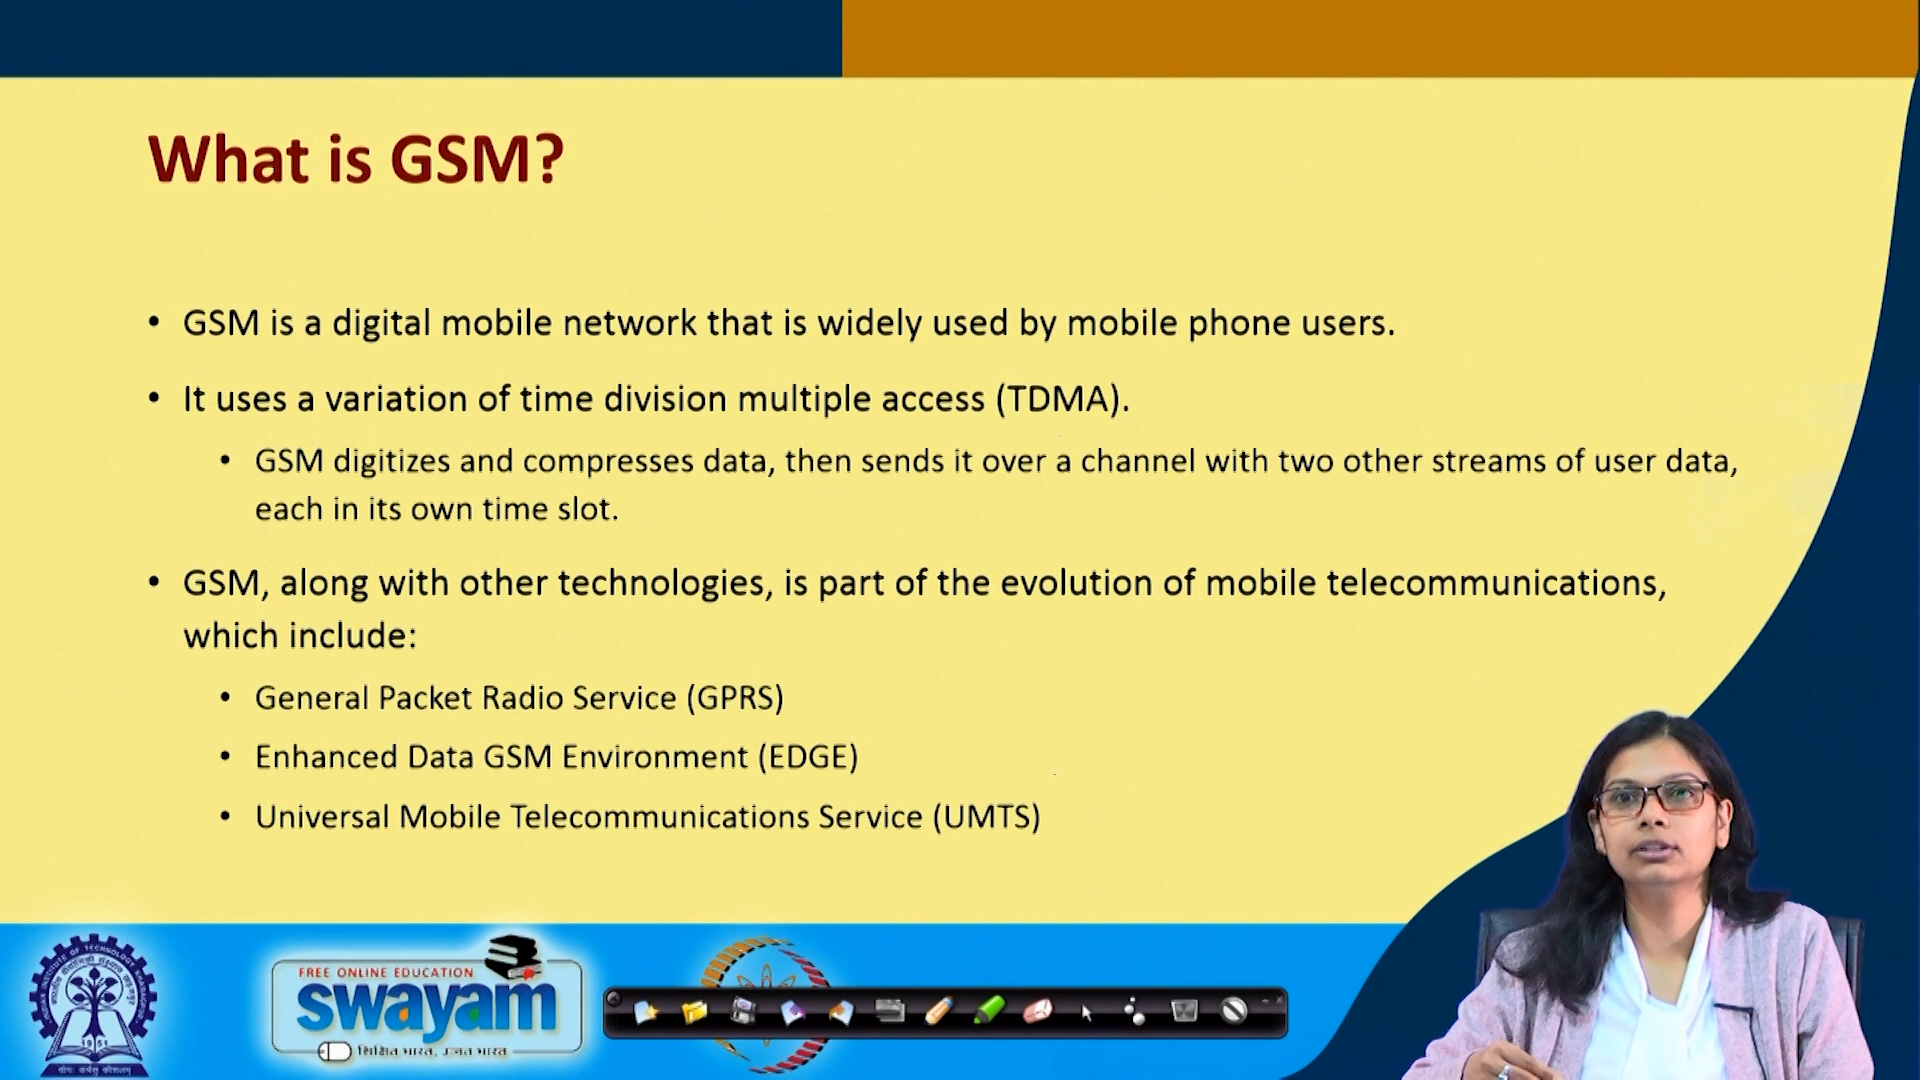 What is GSM?
• GSM is a digital mobile network that is widely used by mobile phone users.
• It uses a variation of time division multiple access (TDMA).
• GSM digitizes and compresses data, then sends it over a channel with two other streams of user data,
each in its own time slot.
• GSM, along with other technologies, is part of the evolution of mobile telecommunications,
which include:
• General Packet Radio Service (GPRS)
• Enhanced Data GSM Environment (EDGE)
• Universal Mobile Telecommunications Service (UMTS)
FREE ONLINE EDUCATION
swayam
शिक्षित भारत, उन्नत भारत
1951
योगः कर्मसु कौशलम्